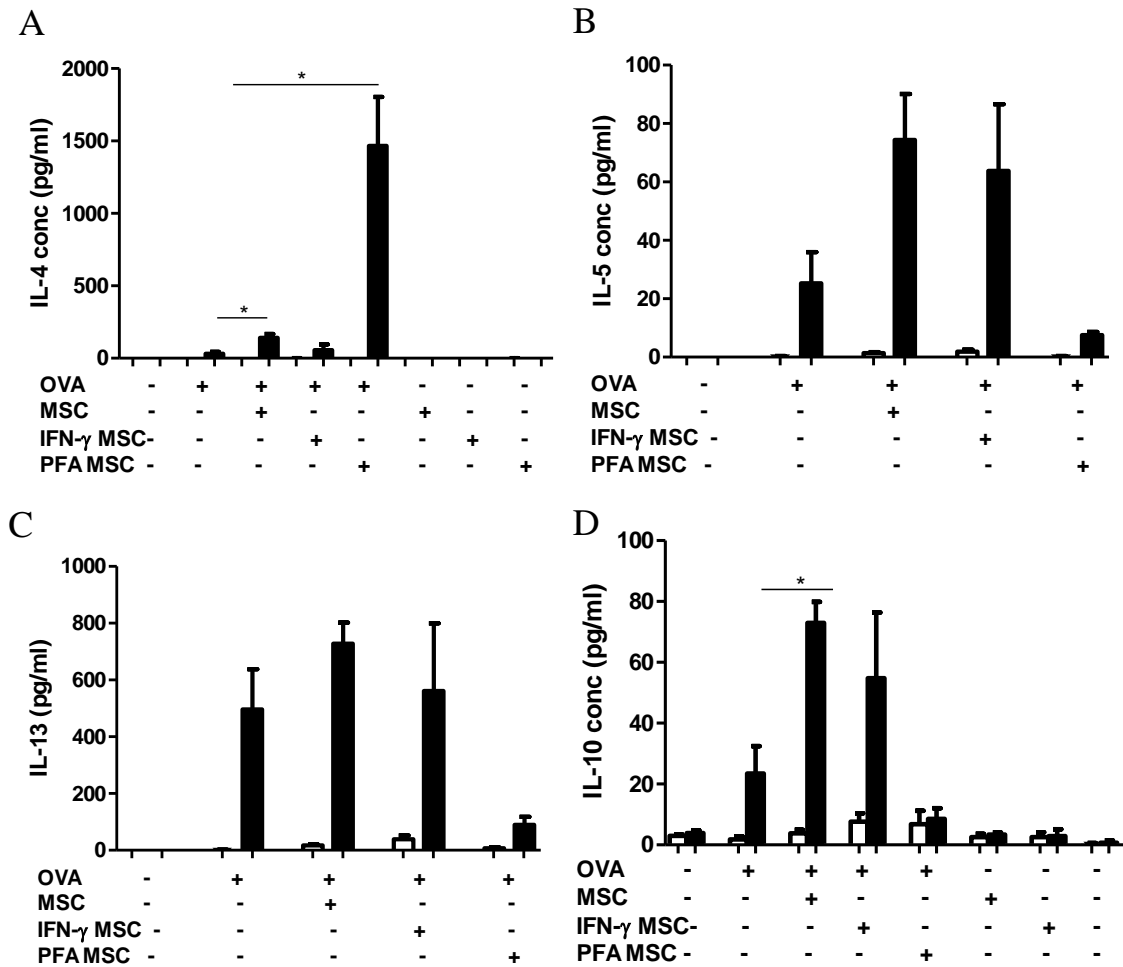 A
2000
1500
1000
500
0
IL-4 conc (pg/ml)
*
*
OVA - + + + + - - -
MSC - - + - - + - -
IFN-γ MSC- - - + - - + -
PFA MSC - - - - + - - +
B
100
80
60
40
20
0
IL-5 conc (pg/ml)
OVA - + + + +
MSC - - + - -
IFN-γ MSC- - - + -
PFA MSC - - - - +
C
1000
800
600
400
200
0
IL-13 (pg/ml)
OVA - + + + +
MSC - - + - -
IFN-γ MSC - - - + -
PFA MSC - - - - +
D
100
80
60
40
20
0
IL-10 conc (pg/ml)
*
OVA - + + + + - - -
MSC - - + - - + - -
IFN-γ MSC- - - + - - + -
PFA MSC - - - - + - - -